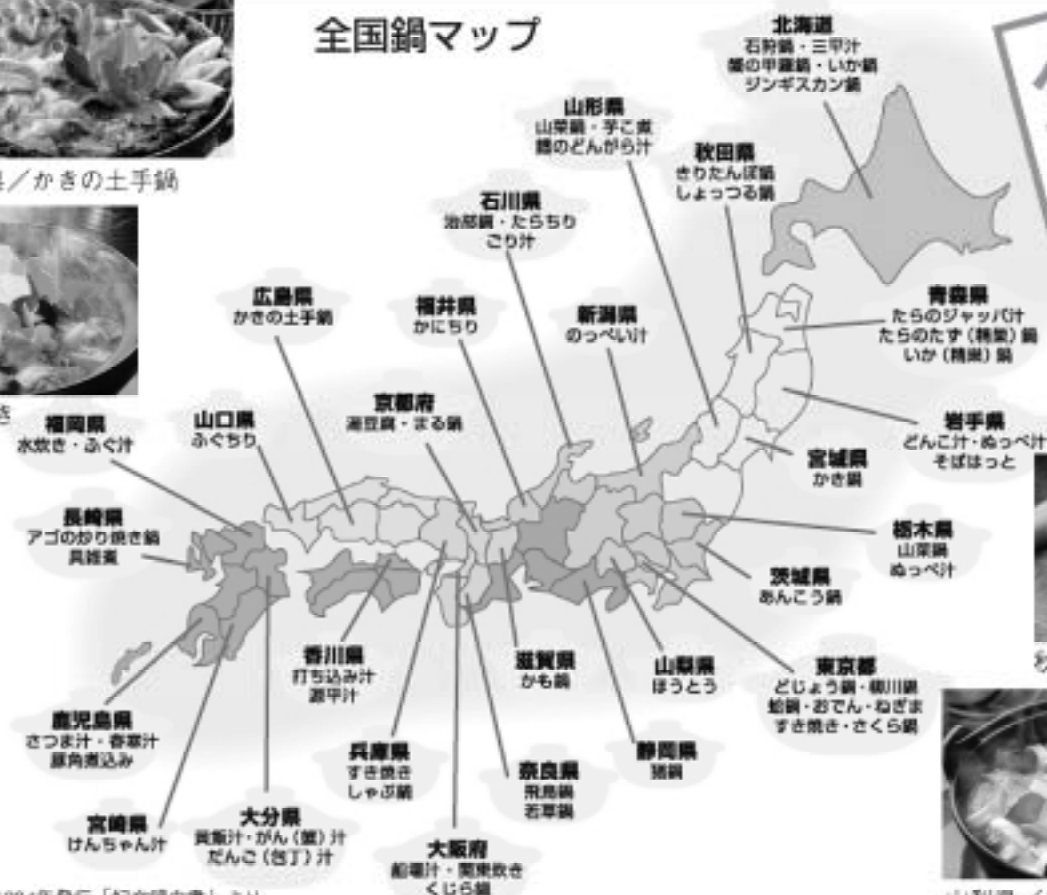 全国鍋マップ
北海道
石狩鍋・三平汁
蟹の甲羅鍋・いか鍋
ジンギスカン鍋
山形県
山菜鍋・芋こ煮
鱈のどんがら汁
秋田県
きりたんぽ鍋
しょっつる鍋
／かきの土手鍋
石川県
治部鍋・たらちり
ごり汁
広島県
かきの土手鍋
福井県
かにちり
新潟県
のっぺい汁
青森県
たらのジャッパ汁
たらのたず（精巣）鍋
いか（精巣）鍋
き
福岡県
水炊き・ふぐ汁
山口県
ふぐちり
京都府
湯豆腐・まる鍋
岩手県
どんこ汁・ぬっぺ汁
そばはっと
宮城県
かき鍋
長崎県
アゴの炒り焼き鍋
具雑煮
栃木県
山菜鍋
ぬっぺ汁
茨城県
あんこう鍋
香川県
打ち込み汁
源平汁
滋賀県
かも鍋
山梨県
ほうとう
東京都
どじょう鍋・柳川鍋
蛤鍋・おでん・ねぎま
すき焼き・さくら鍋
鹿児島県
さつま汁・春寒汁
豚角煮込み
兵庫県
すき焼き
しゃぶ鍋
奈良県
飛鳥鍋
若草鍋
静岡県
猪鍋
宮崎県
けんちゃん汁
大分県
貝飯汁・がん（蟹）汁
だんご（包丁）汁
大阪府
船場汁・関東炊き
くじら鍋